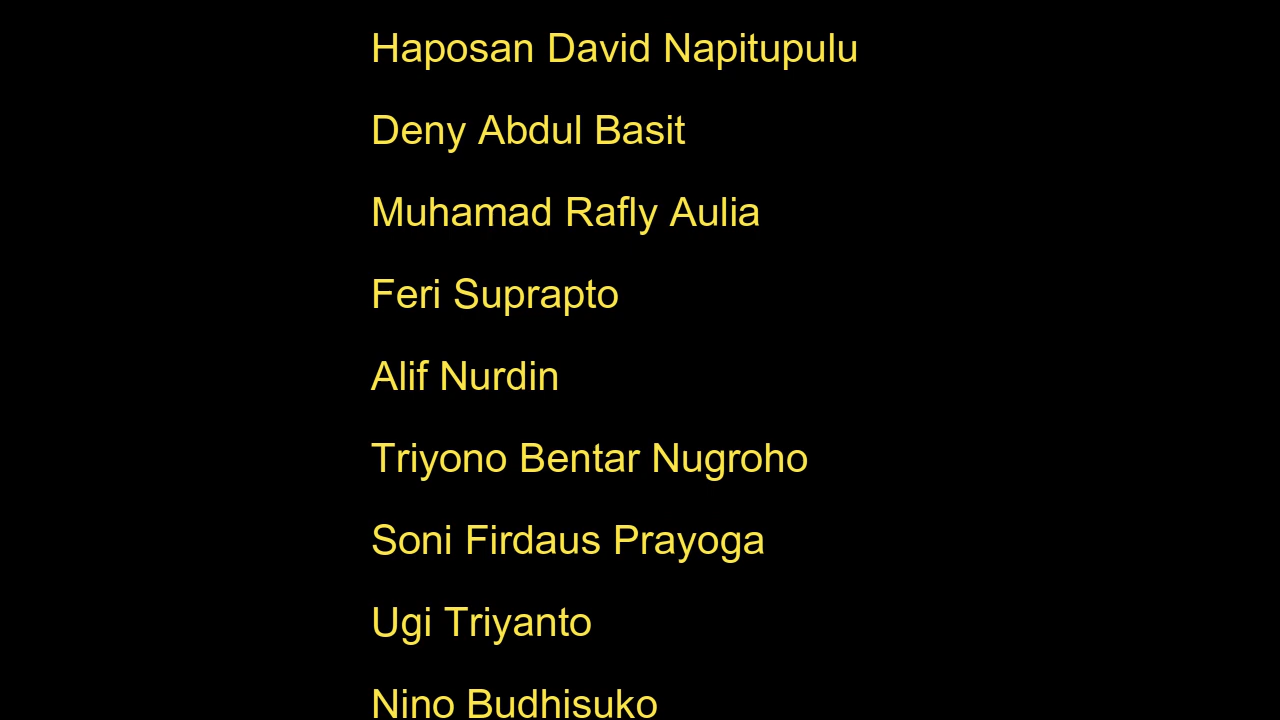 Haposan David Napitupulu
Deny Abdul Basit
Muhamad Rafly Aulia
Feri Suprapto
Alif Nurdin
Triyono Bentar Nugroho
Soni Firdaus Prayoga
Ugi Triyanto
Nino Budhisuko